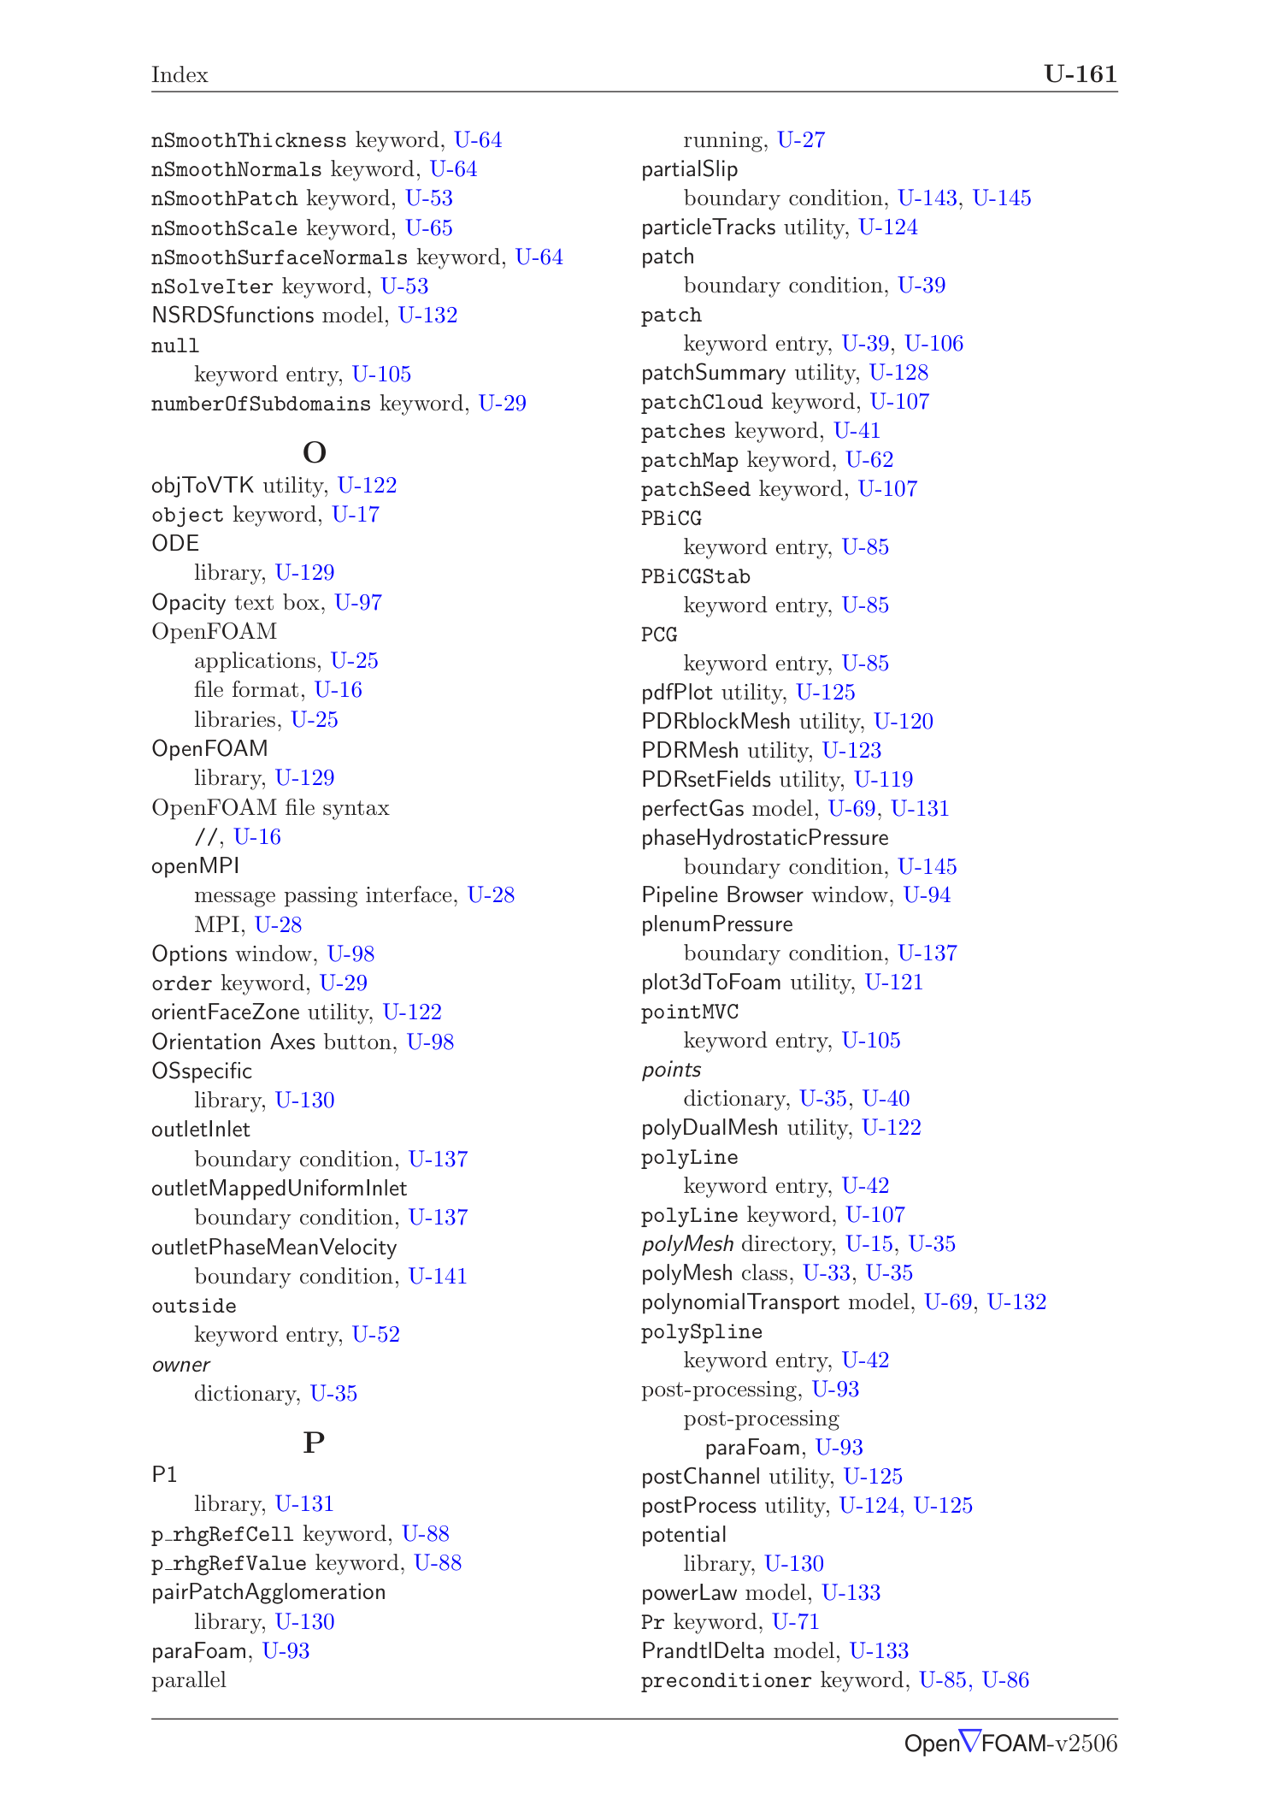 Index U-161
nSmoothThickness keyword, U-64
nSmoothNormals keyword, U-64
nSmoothPatch keyword, U-53
nSmoothScale keyword, U-65
nSmoothSurfaceNormals keyword, U-64
nSolveIter keyword, U-53
NSRDSfunctions model, U-132
null
keyword entry, U-105
numberOfSubdomains keyword, U-29
O
objToVTK utility, U-122
object keyword, U-17
ODE
library, U-129
Opacity text box, U-97
OpenFOAM
applications, U-25
file format, U-16
libraries, U-25
OpenFOAM
library, U-129
OpenFOAM file syntax
//, U-16
openMPI
message passing interface, U-28
MPI, U-28
Options window, U-98
order keyword, U-29
orientFaceZone utility, U-122
Orientation Axes button, U-98
OSspecific
library, U-130
outletInlet
boundary condition, U-137
outletMappedUniformInlet
boundary condition, U-137
outletPhaseMeanVelocity
boundary condition, U-141
outside
keyword entry, U-52
owner
dictionary, U-35
P
P1
library, U-131
p_rhgRefCell keyword, U-88
p_rhgRefValue keyword, U-88
pairPatchAgglomeration
library, U-130
paraFoam, U-93
parallel
running, U-27
partialSlip
boundary condition, U-143, U-145
particleTracks utility, U-124
patch
boundary condition, U-39
patch
keyword entry, U-39, U-106
patchSummary utility, U-128
patchCloud keyword, U-107
patches keyword, U-41
patchMap keyword, U-62
patchSeed keyword, U-107
PBiCG
keyword entry, U-85
PBiCGStab
keyword entry, U-85
PCG
keyword entry, U-85
pdfPlot utility, U-125
PDRblockMesh utility, U-120
PDRMesh utility, U-123
PDRsetFields utility, U-119
perfectGas model, U-69, U-131
phaseHydrostaticPressure
boundary condition, U-145
Pipeline Browser window, U-94
plenumPressure
boundary condition, U-137
plot3dToFoam utility, U-121
pointMVC
keyword entry, U-105
points
dictionary, U-35, U-40
polyDualMesh utility, U-122
polyLine
keyword entry, U-42
polyLine keyword, U-107
polyMesh directory, U-15, U-35
polyMesh class, U-33, U-35
polynomialTransport model, U-69, U-132
polySpline
keyword entry, U-42
post-processing, U-93
post-processing
paraFoam, U-93
postChannel utility, U-125
postProcess utility, U-124, U-125
potential
library, U-130
powerLaw model, U-133
Pr keyword, U-71
PrandtlDelta model, U-133
preconditioner keyword, U-85, U-86
Open∇FOAM-v2506